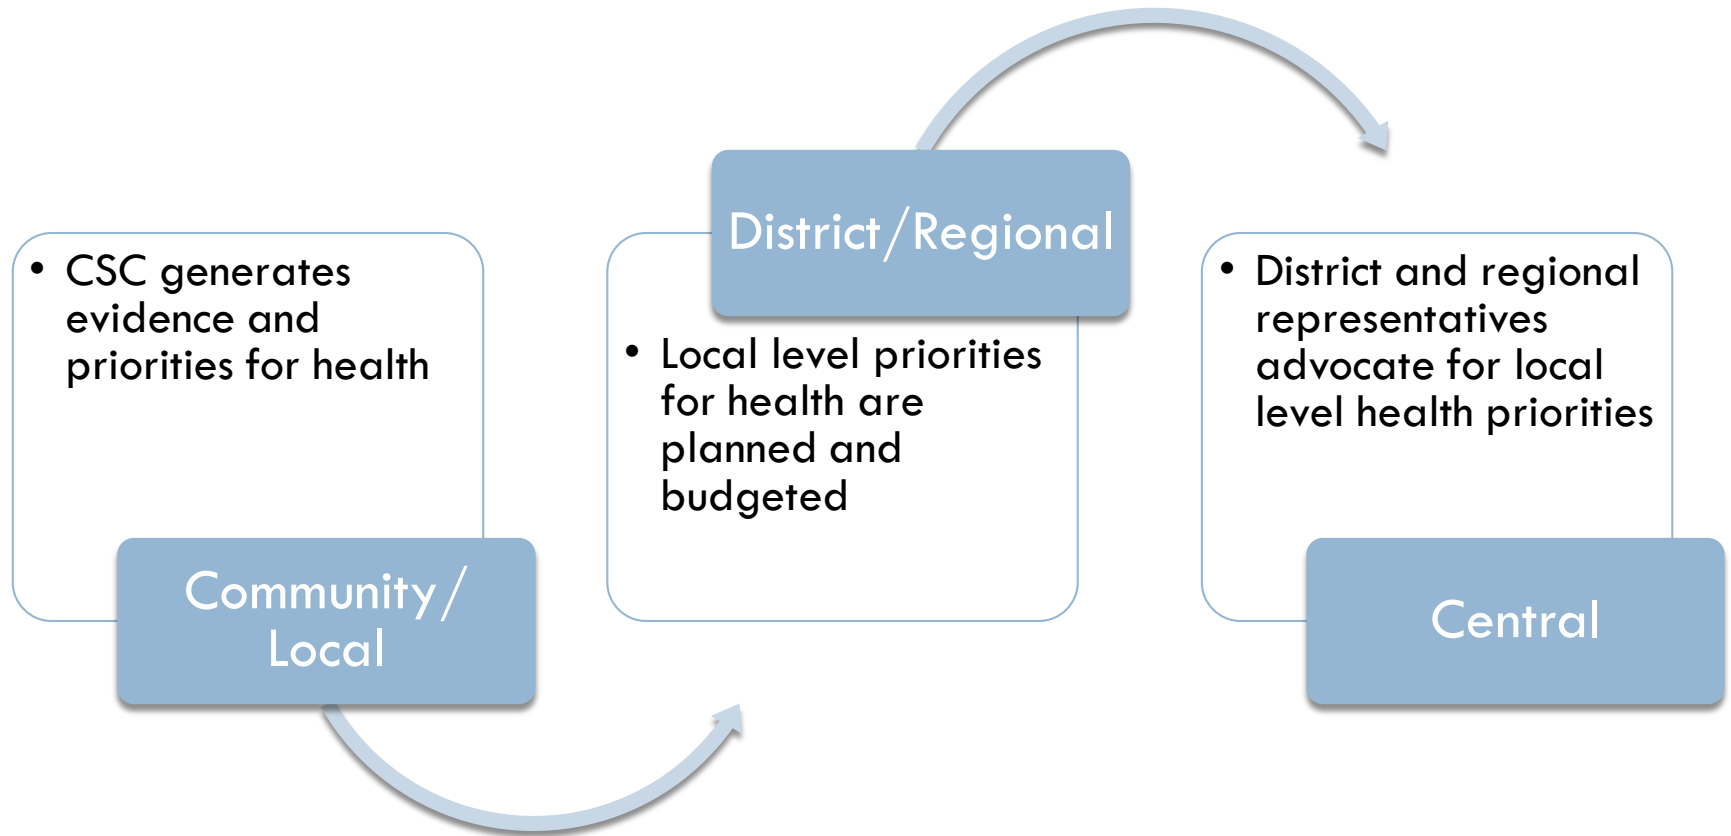 • CSC generates
evidence and
priorities for health
Community/
Local
District/Regional
• Local level priorities
for health are
planned and
budgeted
• District and regional
representatives
advocate for local
level health priorities
Central